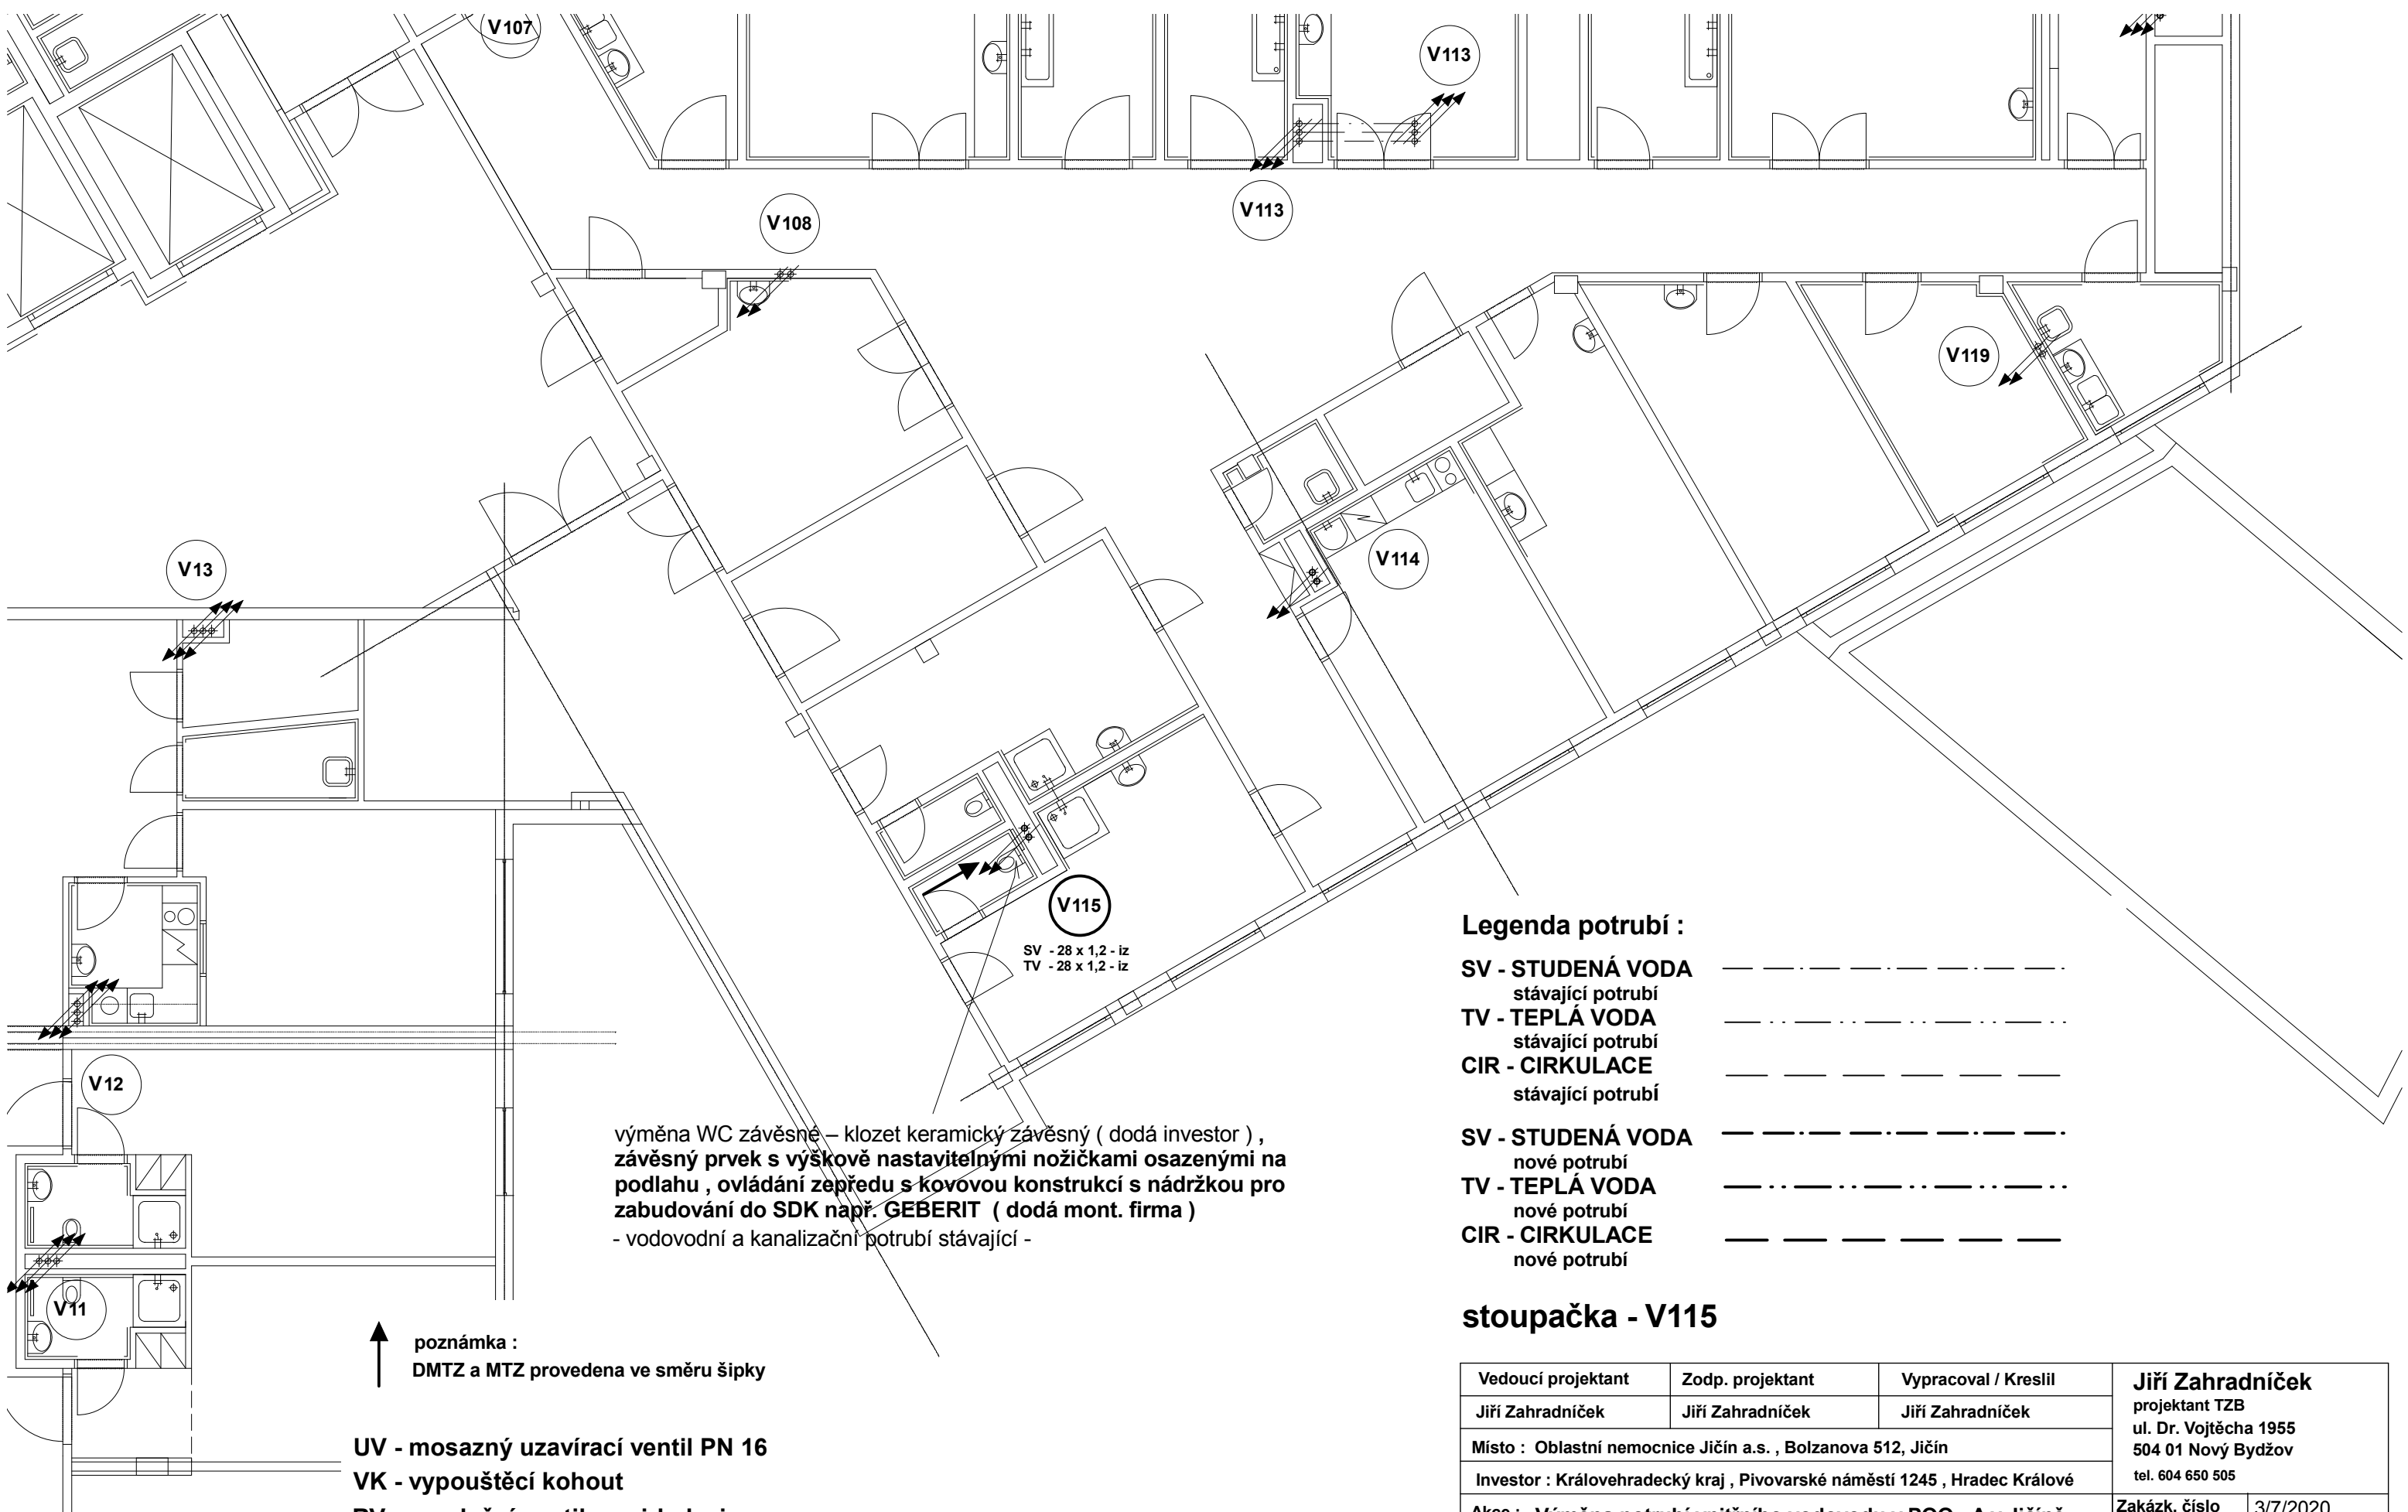 V107
V113
V108
V113
V119
V114
V13
V115
SV - 28 x 1,2 - iz
TV - 28 x 1,2 - iz
V12
V11
výměna WC závěsné – klozet keramický závěsný ( dodá investor ) ,
závěsný prvek s výškově nastavitelnými nožičkami osazenými na
podlahu , ovládání zepředu s kovovou konstrukcí s nádržkou pro
zabudování do SDK např. GEBERIT ( dodá mont. firma )
- vodovodní a kanalizační potrubí stávající -
poznámka :
DMTZ a MTZ provedena ve směru šipky
UV - mosazný uzavírací ventil PN 16
VK - vypouštěcí kohout
Legenda potrubí :
SV - STUDENÁ VODA
stávající potrubí
TV - TEPLÁ VODA
stávající potrubí
CIR - CIRKULACE
stávající potrubí
SV - STUDENÁ VODA
nové potrubí
TV - TEPLÁ VODA
nové potrubí
CIR - CIRKULACE
nové potrubí
stoupačka - V115
Vedoucí projektant Zodp. projektant Vypracoval / Kreslil
Jiří Zahradníček Jiří Zahradníček Jiří Zahradníček
Místo : Oblastní nemocnice Jičín a.s. , Bolzanova 512, Jičín
Investor : Královehradecký kraj , Pivovarské náměstí 1245 , Hradec Králové
Jiří Zahradníček
projektant TZB
ul. Dr. Vojtěcha 1955
504 01 Nový Bydžov
tel. 604 650 505
Zakázk. číslo 3/7/2020